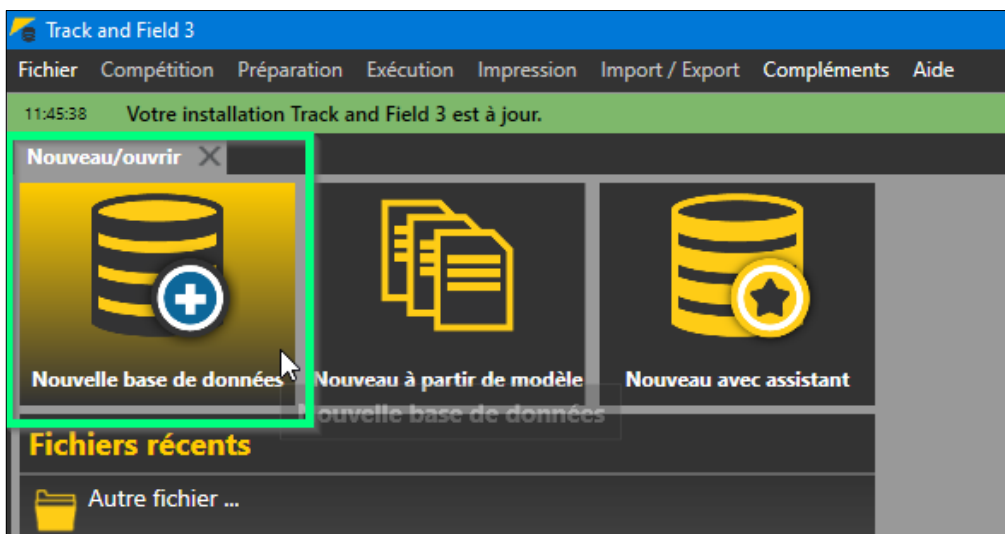 Track and Field 3
Fichier Compétition Préparation Exécution Impression Import / Export Compléments Aide
11:45:38 Votre installation Track and Field 3 est à jour.
Nouveau/ouvrir
Nouvelle base de données Nouveau à partir de modèle Nouveau avec assistant
Nouvelle base de données
Fichiers récents
Autre fichier ...